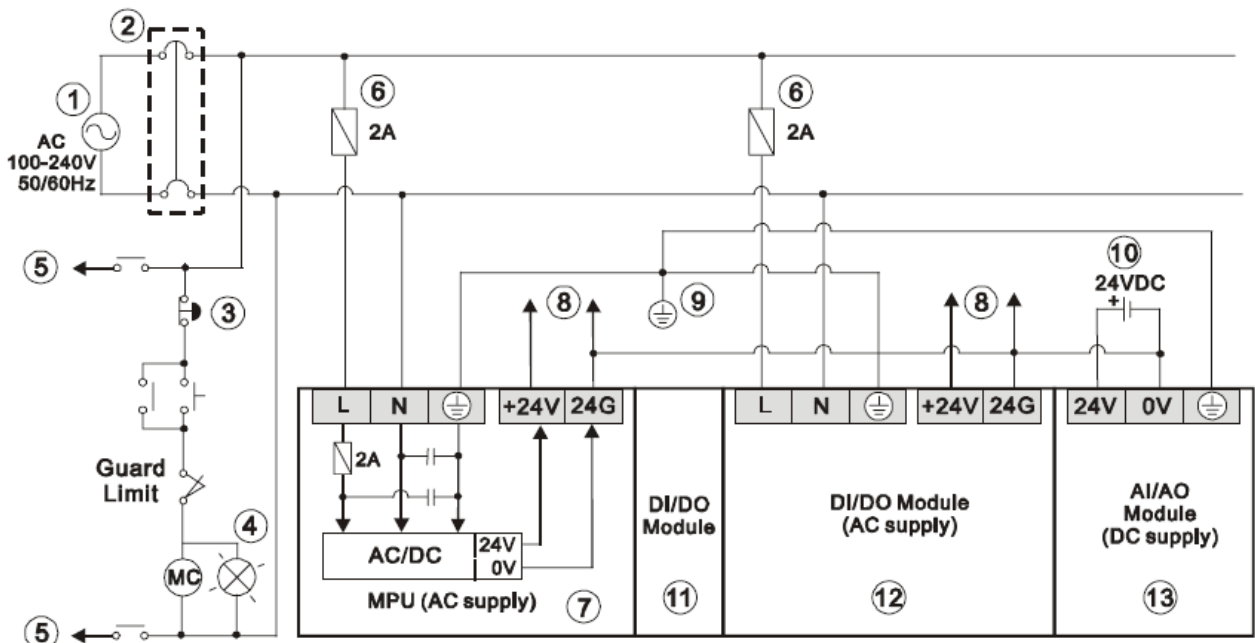 ②
①
AC
100-240V
50/60Hz
⑥
2A
⑥
2A
⑤
③
⑧
⑨
⑧
⑩
24VDC
+
L N +24V 24G
L N +24V 24G
24V 0V
2A
Guard
Limit
④
MC
AC/DC
24V
0V
MPU (AC supply)
⑦
DI/DO
Module
⑪
DI/DO Module
(AC supply)
⑫
AI/AO
Module
(DC supply)
⑬
⑤